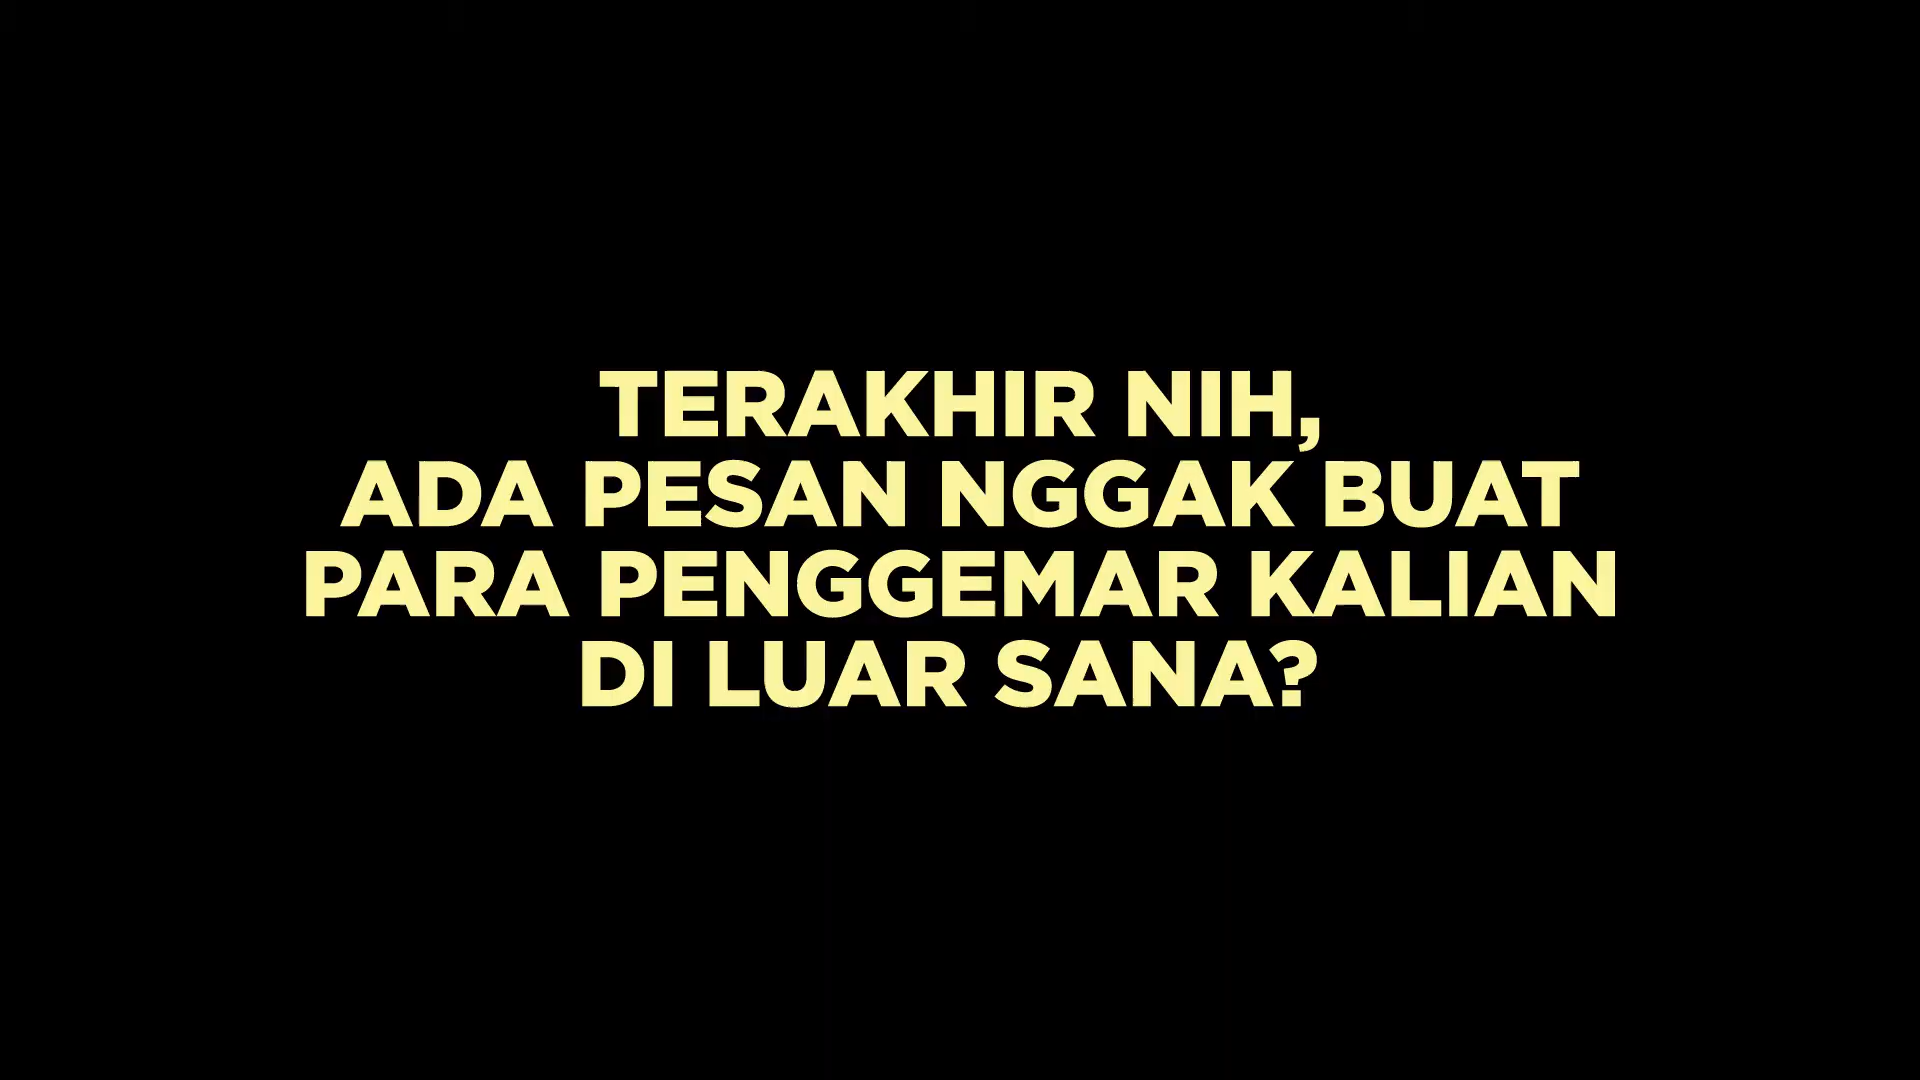 TERAKHIR NIH,
ADA PESAN NGGAK BUAT
PARA PENGGEMAR KALIAN
DI LUAR SANA?